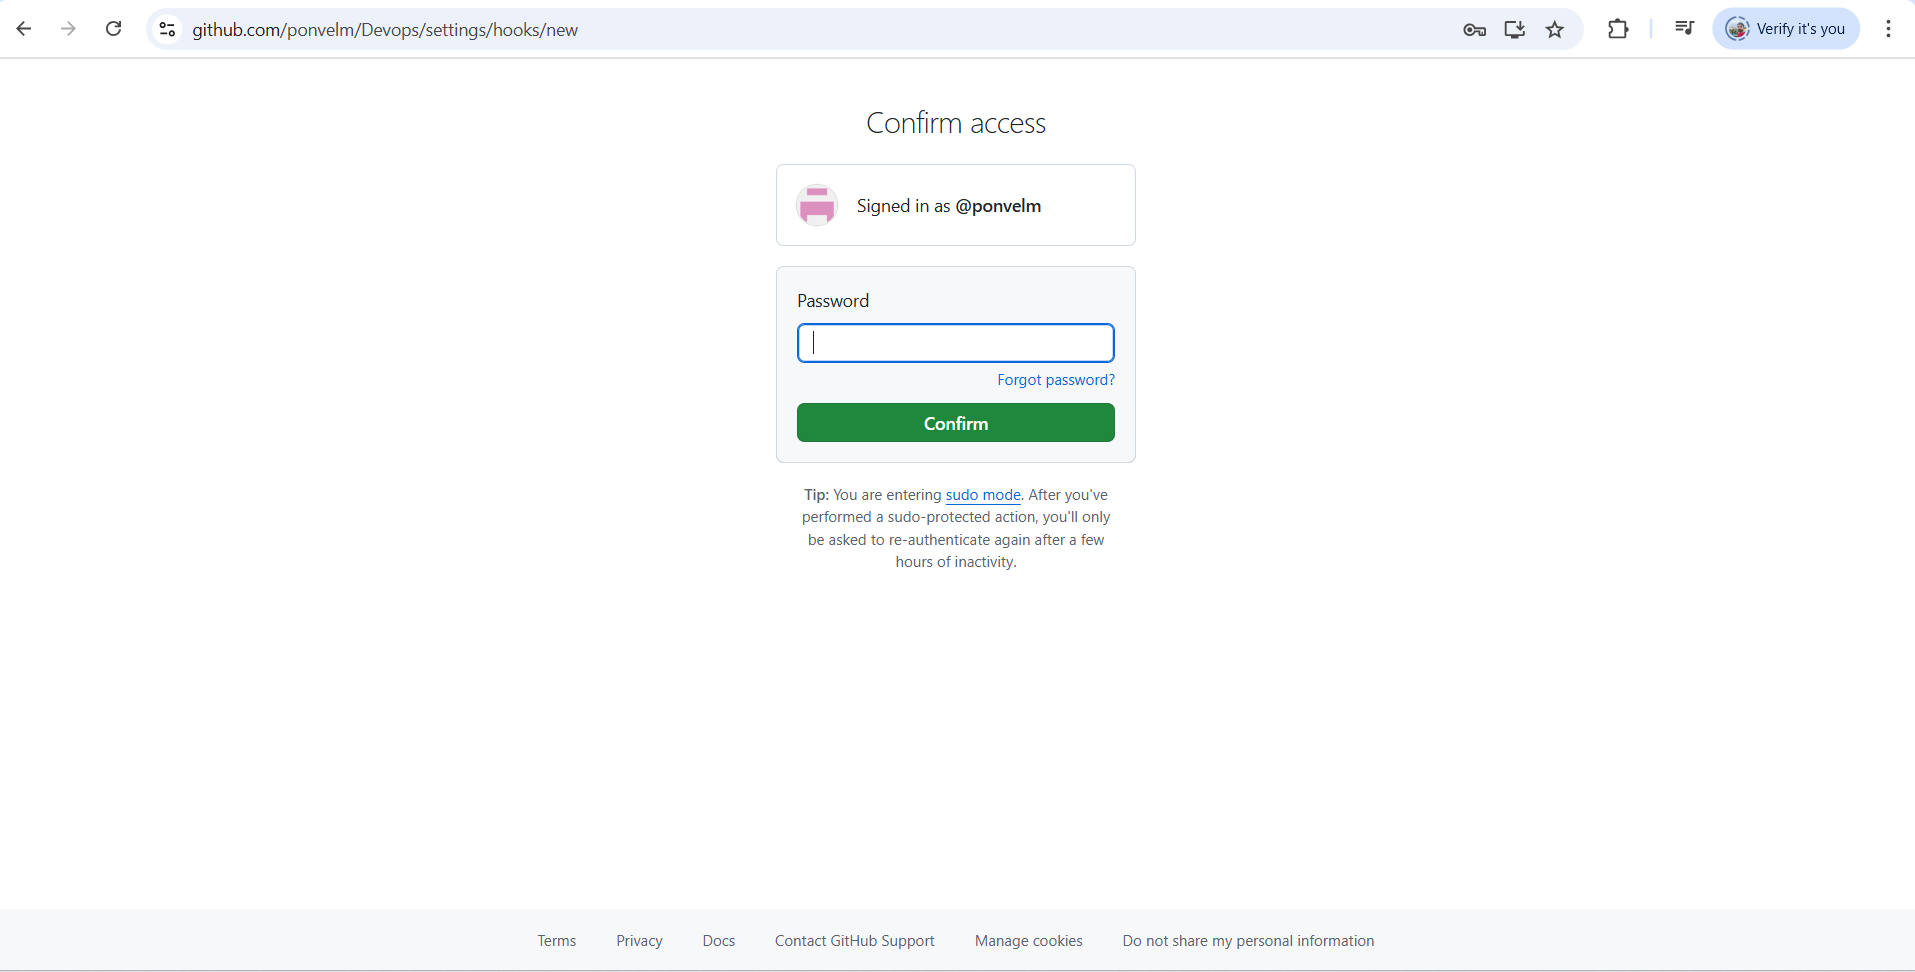 github.com/ponvelm/Devops/settings/hooks/new
Verify it's you
Confirm access
Signed in as @ponvelm
Password
Forgot password?
Confirm
Tip: You are entering sudo mode. After you've
performed a sudo-protected action, you'll only
be asked to re-authenticate again after a few
hours of inactivity.
Terms
Privacy
Docs
Contact GitHub Support
Manage cookies
Do not share my personal information